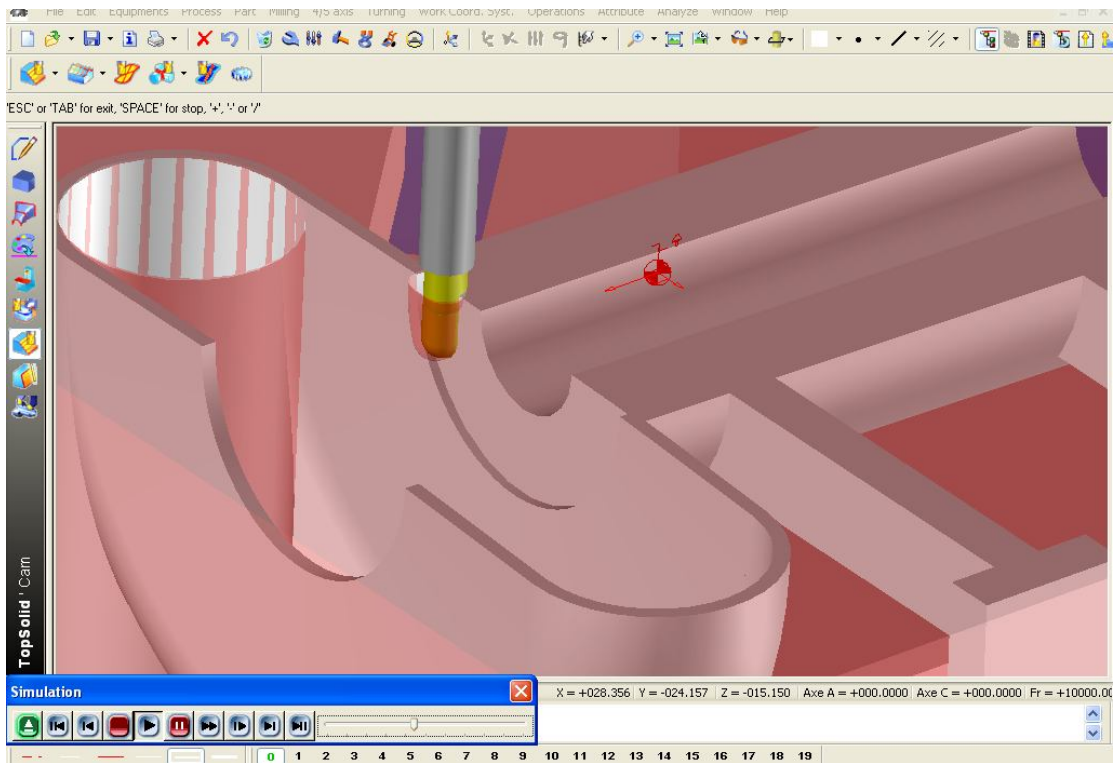 File Edit Equipments Process Part Milling 4/5 axis Turning Work Coord. Syst. Operations Attribute Analyze Window Help
'ESC' or 'TAB' for exit, 'SPACE' for stop, '+', '-' or '/'
TopSolid'Cam
Simulation
X = +028.356 Y = -024.157 Z = -015.150 Axe A = +000.0000 Axe C = +000.0000 Fr = +10000.00
0 1 2 3 4 5 6 7 8 9 10 11 12 13 14 15 16 17 18 19